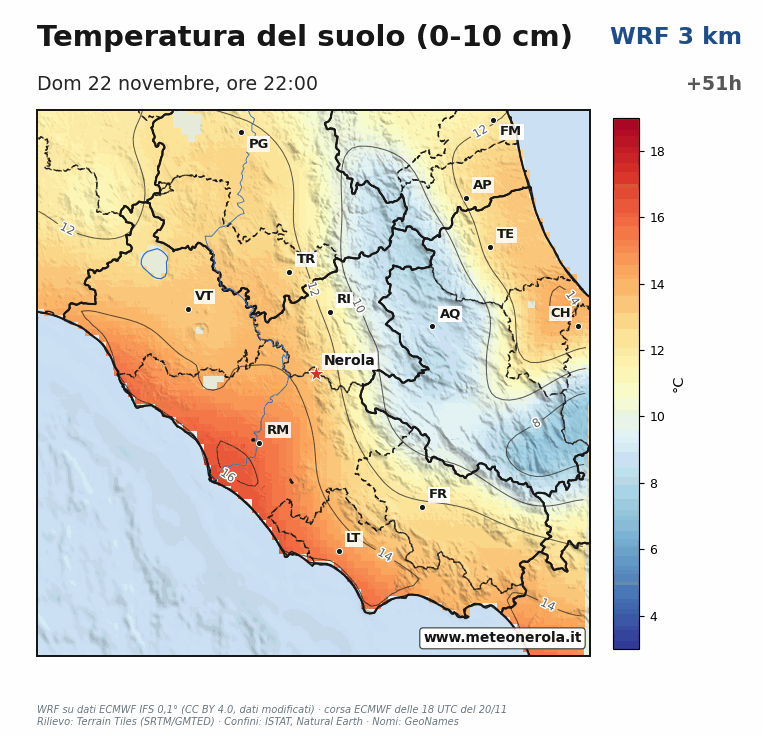 Temperatura del suolo (0-10 cm)
WRF 3 km
Dom 22 novembre, ore 22:00
+51h
FM
12
PG
AP
12
TE
TR
12
RI
10
14
VT
AQ
CH
Nerola
8
RM
16
FR
LT
14
14
www.meteonerola.it
18
16
14
12
10
8
6
4
°C
WRF su dati ECMWF IFS 0,1° (CC BY 4.0, dati modificati) · corsa ECMWF delle 18 UTC del 20/11
Rilievo: Terrain Tiles (SRTM/GMTED) · Confini: ISTAT, Natural Earth · Nomi: GeoNames